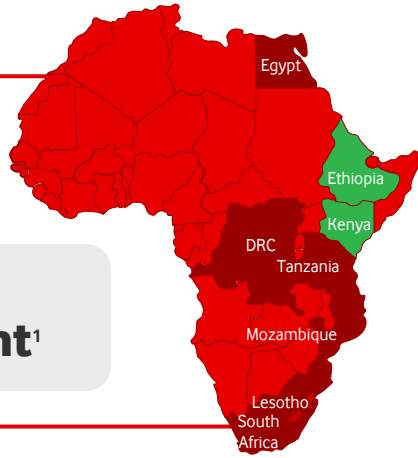 Egypt
Ethiopia
Kenya
DRC
Tanzania
nt¹
Mozambique
Lesotho
South
Africa